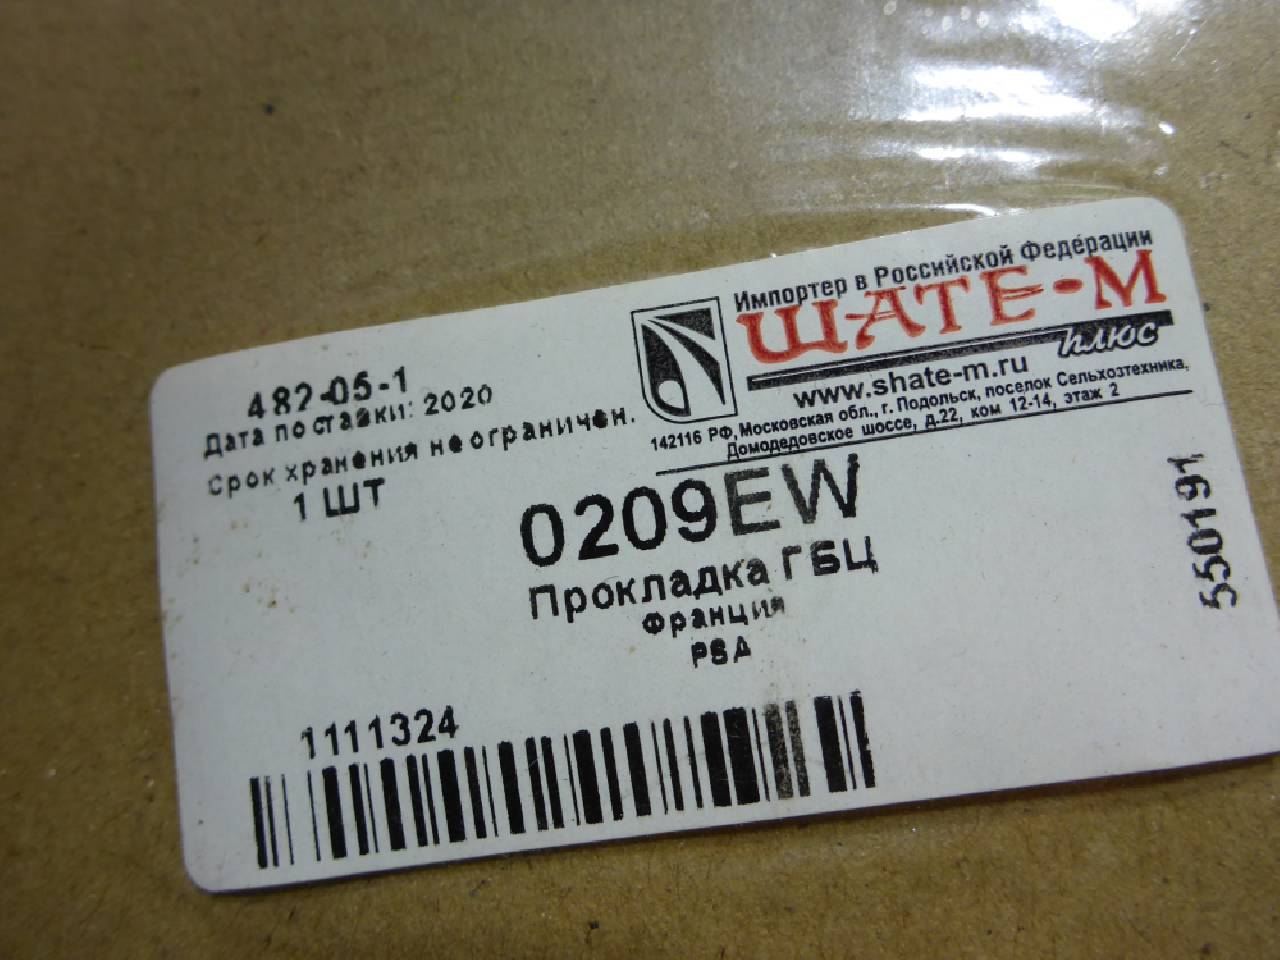 482-05-1
Дата поставки: 2020
Срок хранения неограничен.
1 ШТ
Импортер в Российской Федерации
ШАТЕ-М
плюс
www.shate-m.ru
142116 РФ, Московская обл., г. Подольск, поселок Сельхозтехника,
Домодедовское шоссе, д.22, ком 12-14, этаж 2
0209EW
Прокладка ГБЦ
Франция
PSA
550191
1111324